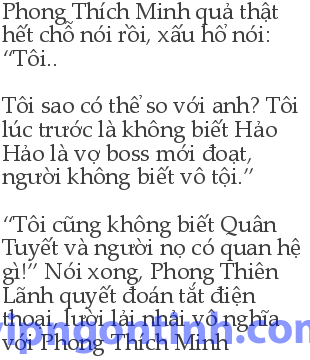 Phong Thích Minh quả thật
hết chỗ nói rồi, xấu hổ nói:
“Tôi..
Tôi sao có thể so với anh? Tôi
lúc trước là không biết Hảo
Hảo là vợ boss mới đoạt,
người không biết vô tội.”
“Tôi cũng không biết Quân
Tuyết và người nọ có quan hệ
gì!” Nói xong, Phong Thiên
Lãnh quyết đoán tắt điện
thoại, lười lải nhải vô nghĩa
với Phong Thích Minh
vipngontinh.com